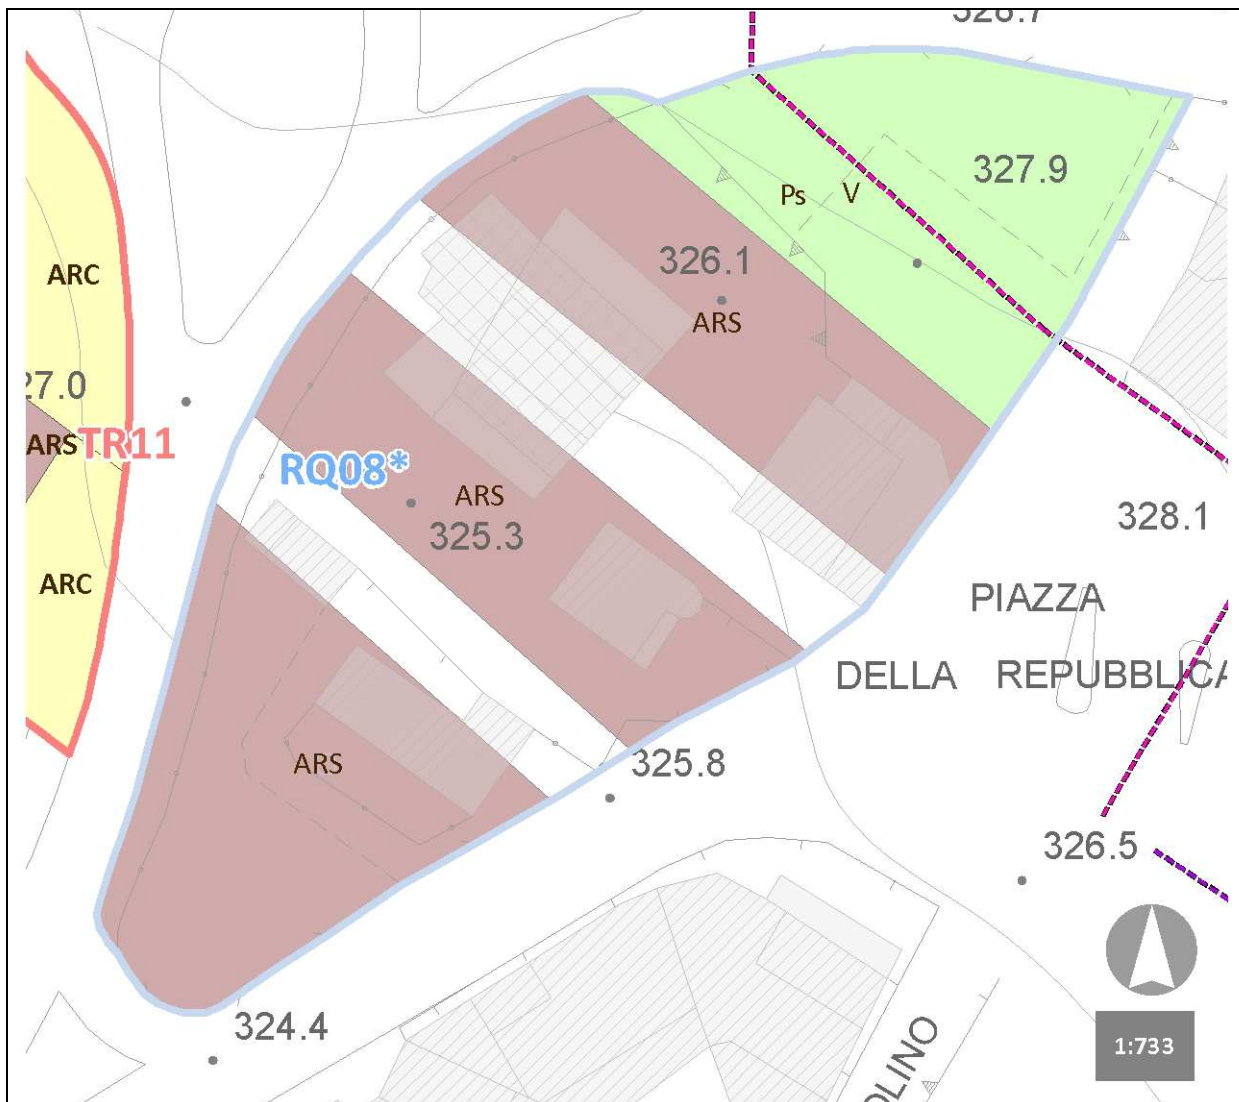 327.9
Ps
V
326.1
ARC
ARS
ARS
TR11
RQ08*
ARS
325.3
328.1
ARC
PIAZZA
DELLA REPUBBLICA
ARS
325.8
326.5
324.4
1:733